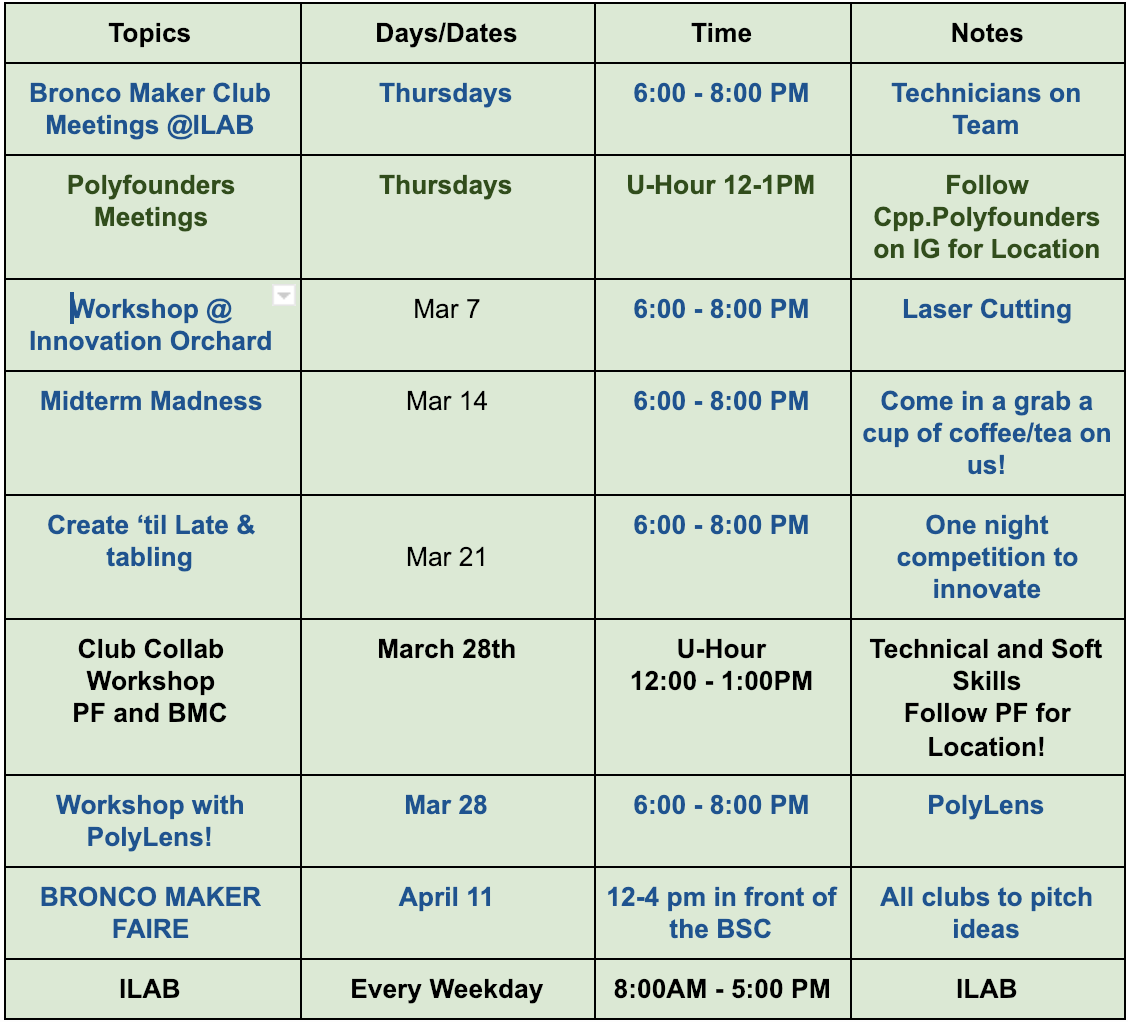 Topics
Days/Dates
Time
Notes
Bronco Maker Club
Meetings @ILAB
Thursdays
6:00 - 8:00 PM
Technicians on
Team
Polyfounders
Meetings
Thursdays
U-Hour 12-1PM
Follow
Cpp.Polyfounders
on IG for Location
Workshop @
Innovation Orchard
Mar 7
6:00 - 8:00 PM
Laser Cutting
Midterm Madness
Mar 14
6:00 - 8:00 PM
Come in a grab a
cup of coffee/tea on
us!
Create ‘til Late &
tabling
Mar 21
6:00 - 8:00 PM
One night
competition to
innovate
Club Collab
Workshop
PF and BMC
March 28th
U-Hour
12:00 - 1:00PM
Technical and Soft
Skills
Follow PF for
Location!
Workshop with
PolyLens!
Mar 28
6:00 - 8:00 PM
PolyLens
BRONCO MAKER
FAIRE
April 11
12-4 pm in front of
the BSC
All clubs to pitch
ideas
ILAB
Every Weekday
8:00AM - 5:00 PM
ILAB